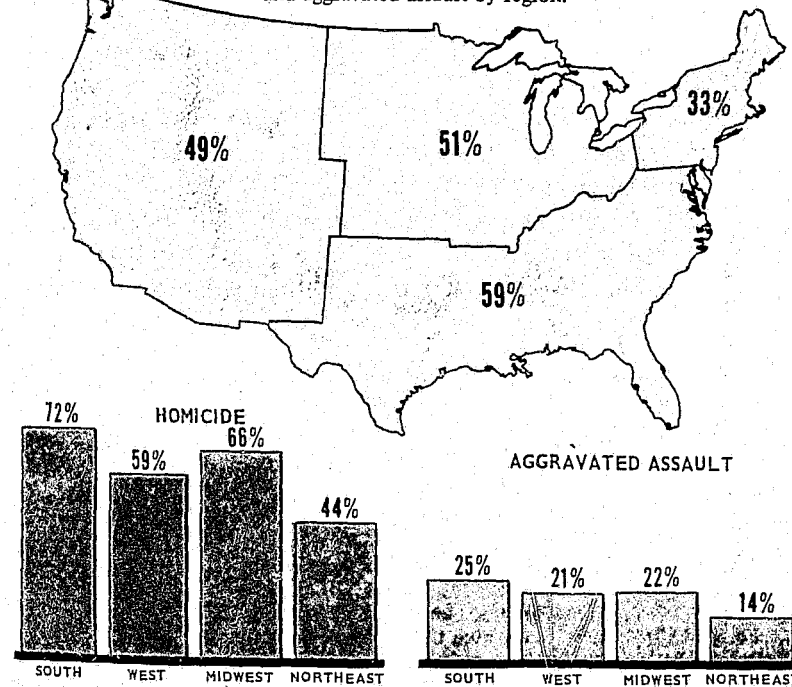 aggravated assault by region.
33%
49%
51%
59%
HOMICIDE
72%
59%
66%
44%
SOUTH
WEST
MIDWEST
NORTHEAST
AGGRAVATED ASSAULT
25%
21%
22%
14%
SOUTH
WEST
MIDWEST
NORTHEAST